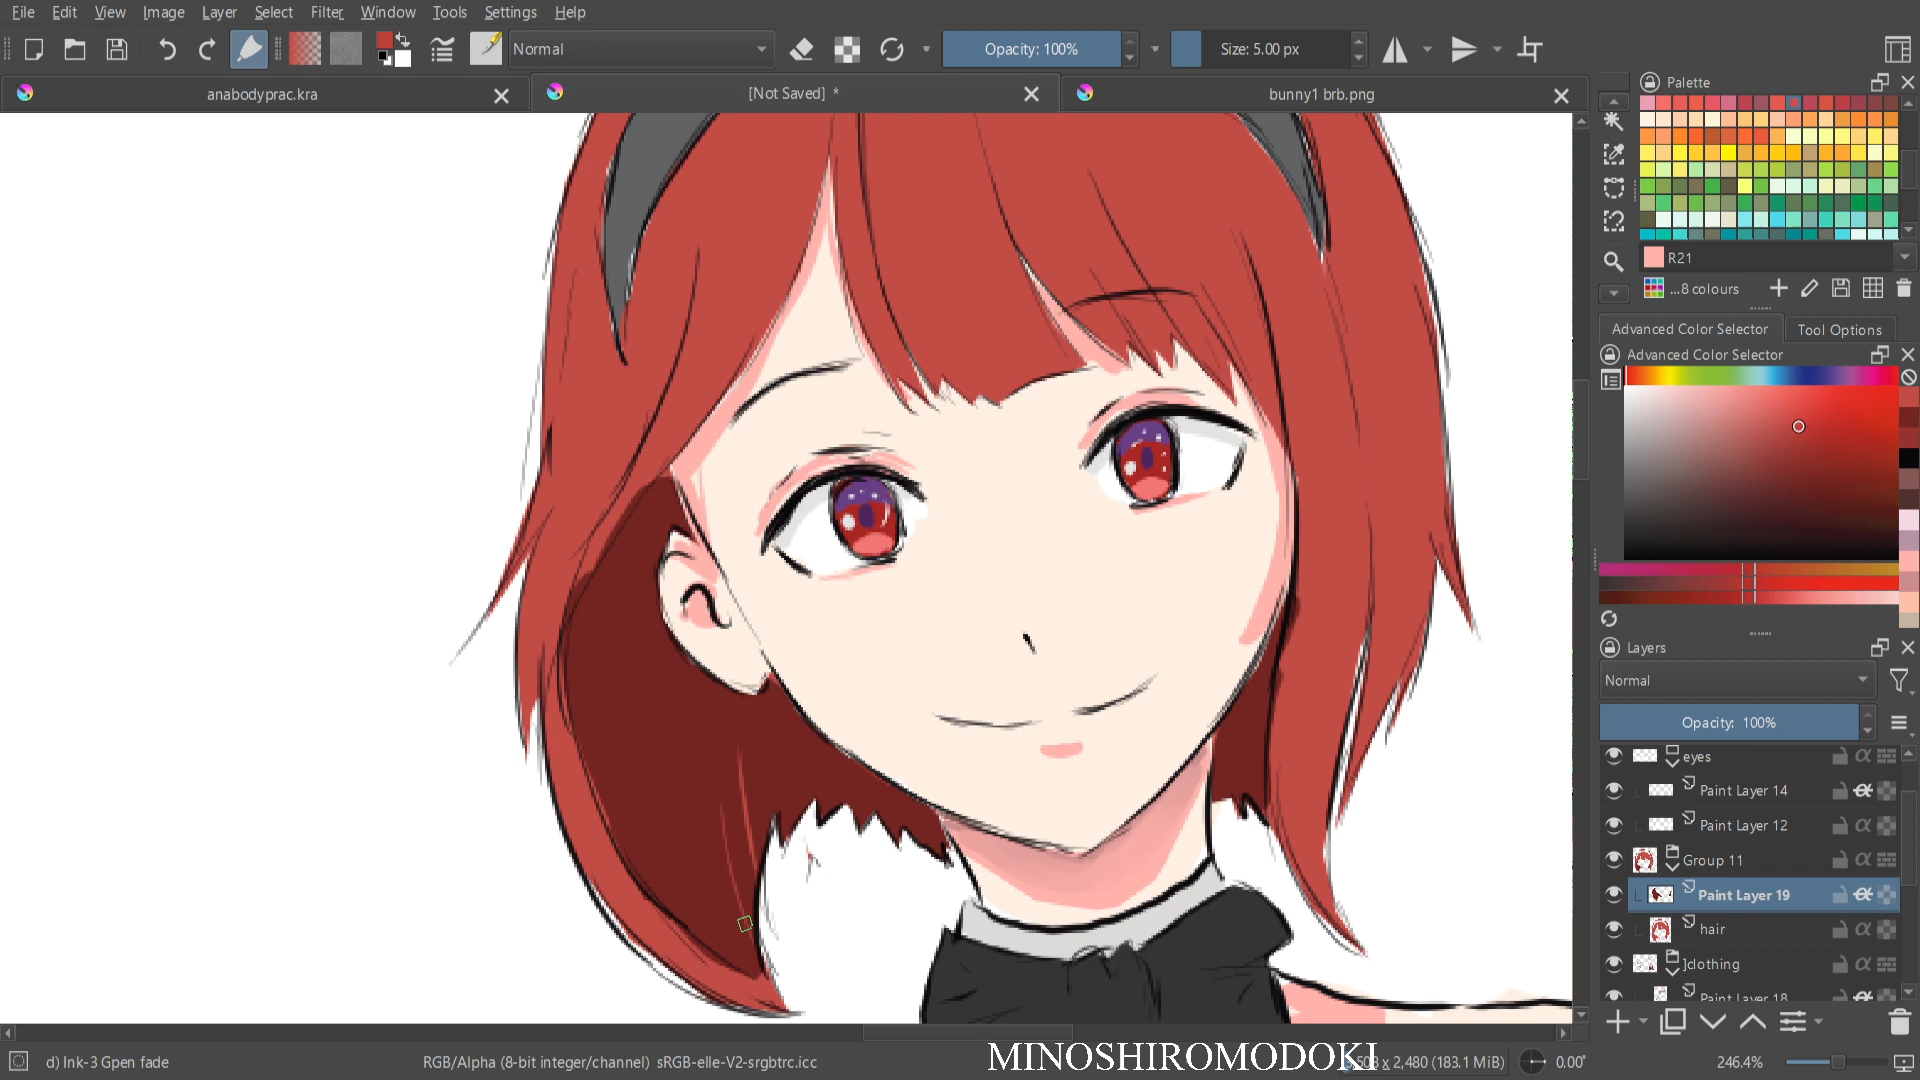 File Edit View Image Layer Select Filter Window Tools Settings Help
Normal Opacity: 100% Size: 5.00 px
anabodyprac.kra [Not Saved] * bunny1 brb.png
Palette
R21
...8 colours
Advanced Color Selector Tool Options
Advanced Color Selector
Layers
Normal
Opacity: 100%
eyes
Paint Layer 14
Paint Layer 12
Group 11
Paint Layer 19
hair
]clothing
Paint Layer 18
d) Ink-3 Gpen fade RGB/Alpha (8-bit integer/channel) sRGB-elle-V2-srgbtrc.icc MINOSHIROMODOKI x 2,480 (183.1 MiB) 0.00° 246.4%